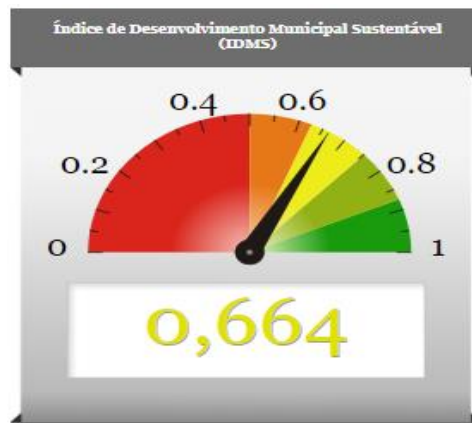 Índice de Desenvolvimento Municipal Sustentável
(IDMS)
0.4 0.6
0.2 0.8
0 1
0,664